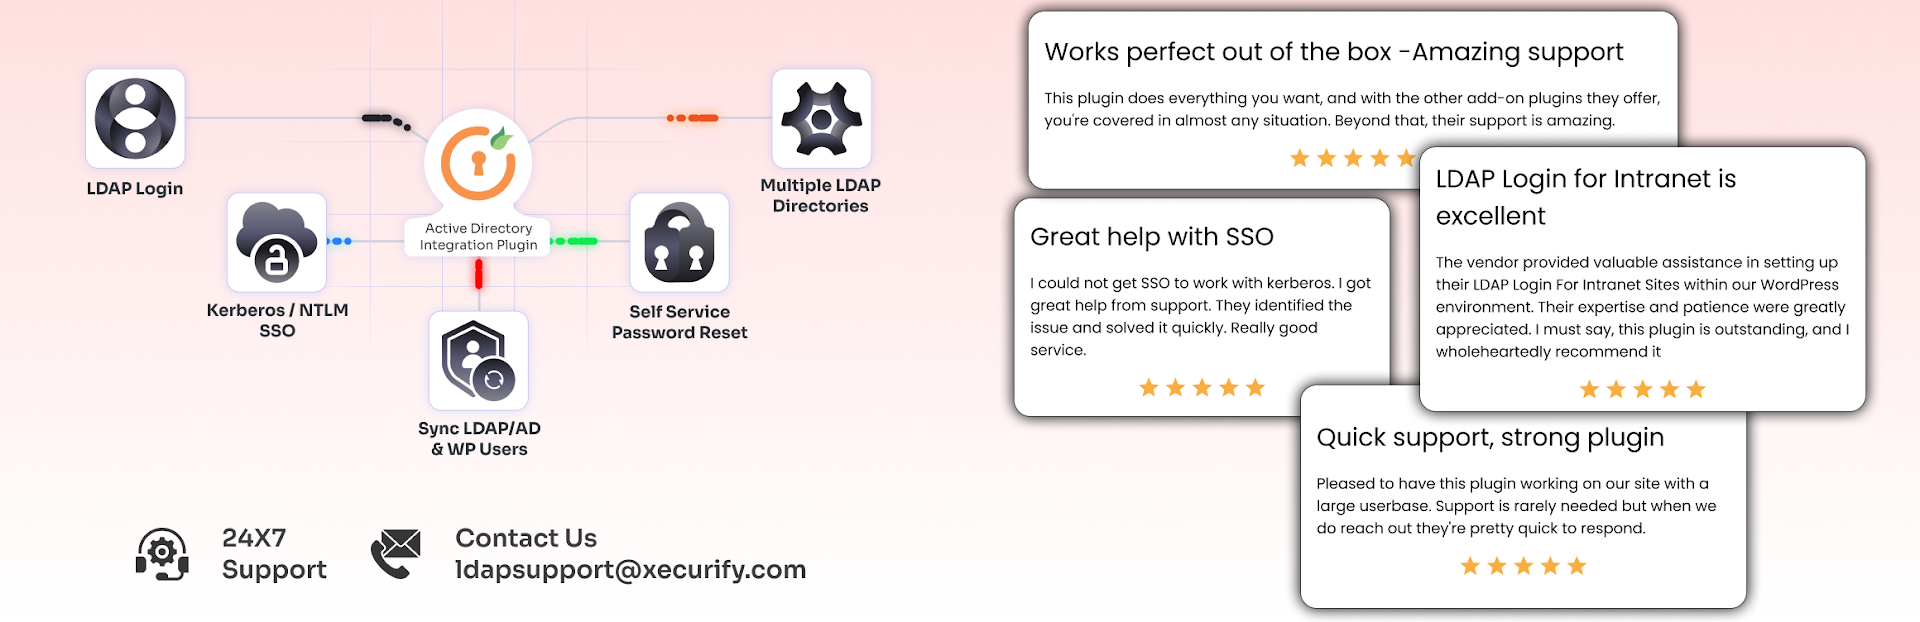 LDAP Login
Kerberos / NTLM
SSO
Active Directory
Integration Plugin
Sync LDAP/AD
& WP Users
Self Service
Password Reset
Multiple LDAP
Directories
24X7
Support
Contact Us
ldapsupport@xecurify.com
Works perfect out of the box -Amazing support
This plugin does everything you want, and with the other add-on plugins they offer,
you're covered in almost any situation. Beyond that, their support is amazing.
Great help with SSO
I could not get SSO to work with kerberos. I got
great help from support. They identified the
issue and solved it quickly. Really good
service.
LDAP Login for Intranet is
excellent
The vendor provided valuable assistance in setting up
their LDAP Login For Intranet Sites within our WordPress
environment. Their expertise and patience were greatly
appreciated. I must say, this plugin is outstanding, and I
wholeheartedly recommend it
Quick support, strong plugin
Pleased to have this plugin working on our site with a
large userbase. Support is rarely needed but when we
do reach out they're pretty quick to respond.